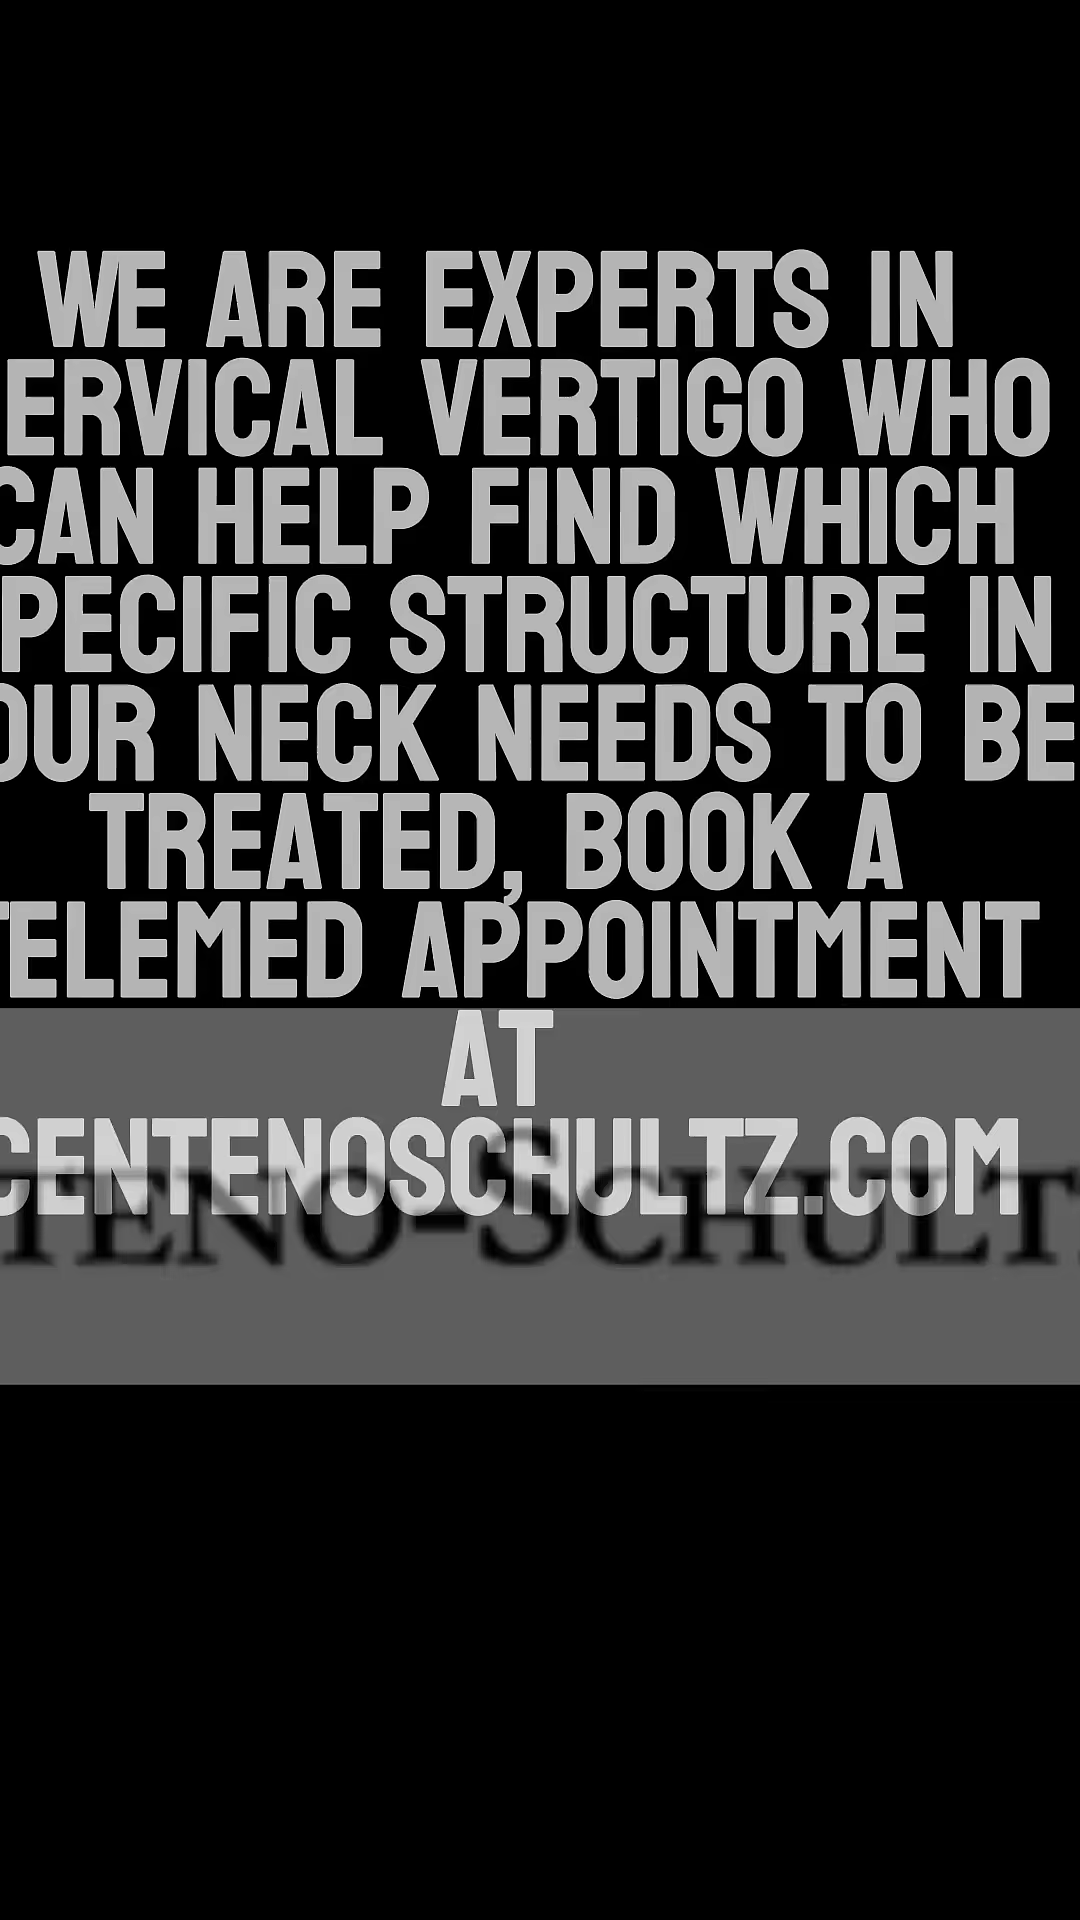 WE ARE EXPERTS IN
ERVICAL VERTIGO WHO
CAN HELP FIND WHICH
PECIFIC STRUCTURE IN
OUR NECK NEEDS TO BE
TREATED, BOOK A
TELEMED APPOINTMENT
AT
CENTENOSCHULTZ.COM
TENO-SCHULT